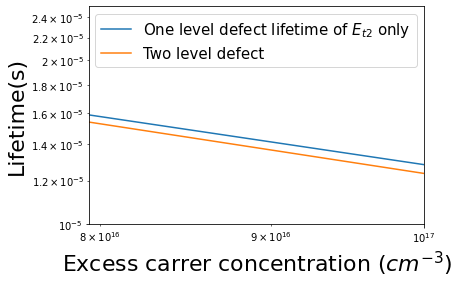 2.4 × 10⁻⁵
2.2 × 10⁻⁵
2 × 10⁻⁵
1.8 × 10⁻⁵
1.6 × 10⁻⁵
1.4 × 10⁻⁵
1.2 × 10⁻⁵
10⁻⁵
Lifetime(s)
One level defect lifetime of E_{t2} only
Two level defect
8 × 10¹⁶
9 × 10¹⁶
10¹⁷
Excess carrer concentration (cm⁻³)